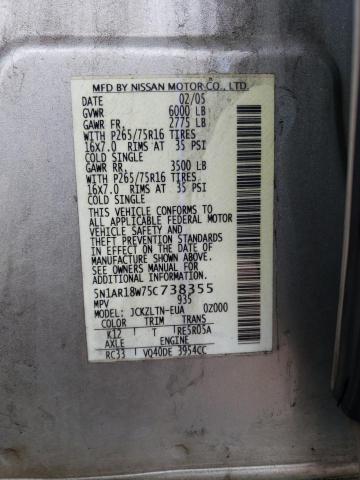 MFD BY NISSAN MOTOR CO., LTD.
DATE 02/05
GVWR 6000 LB
GAWR FR. 2775 LB
WITH P265/75R16 TIRES
16X7.0 RIMS AT 35 PSI
COLD SINGLE
GAWR RR. 3500 LB
WITH P265/75R16 TIRES
16X7.0 RIMS AT 35 PSI
COLD SINGLE
THIS VEHICLE CONFORMS TO
ALL APPLICABLE FEDERAL MOTOR
VEHICLE SAFETY AND
THEFT PREVENTION STANDARDS IN
EFFECT ON THE DATE OF
MANUFACTURE SHOWN ABOVE.
SEE OWNER'S MANUAL FOR
ADDITIONAL INFORMATION.
5N1AR18W75C738355
MPV 935
MODEL: JCKZLTN-EUA 0Z000
COLOR TRIM TRANS
K12 T RE5R05A
AXLE ENGINE
RC33 VQ40DE 3954CC